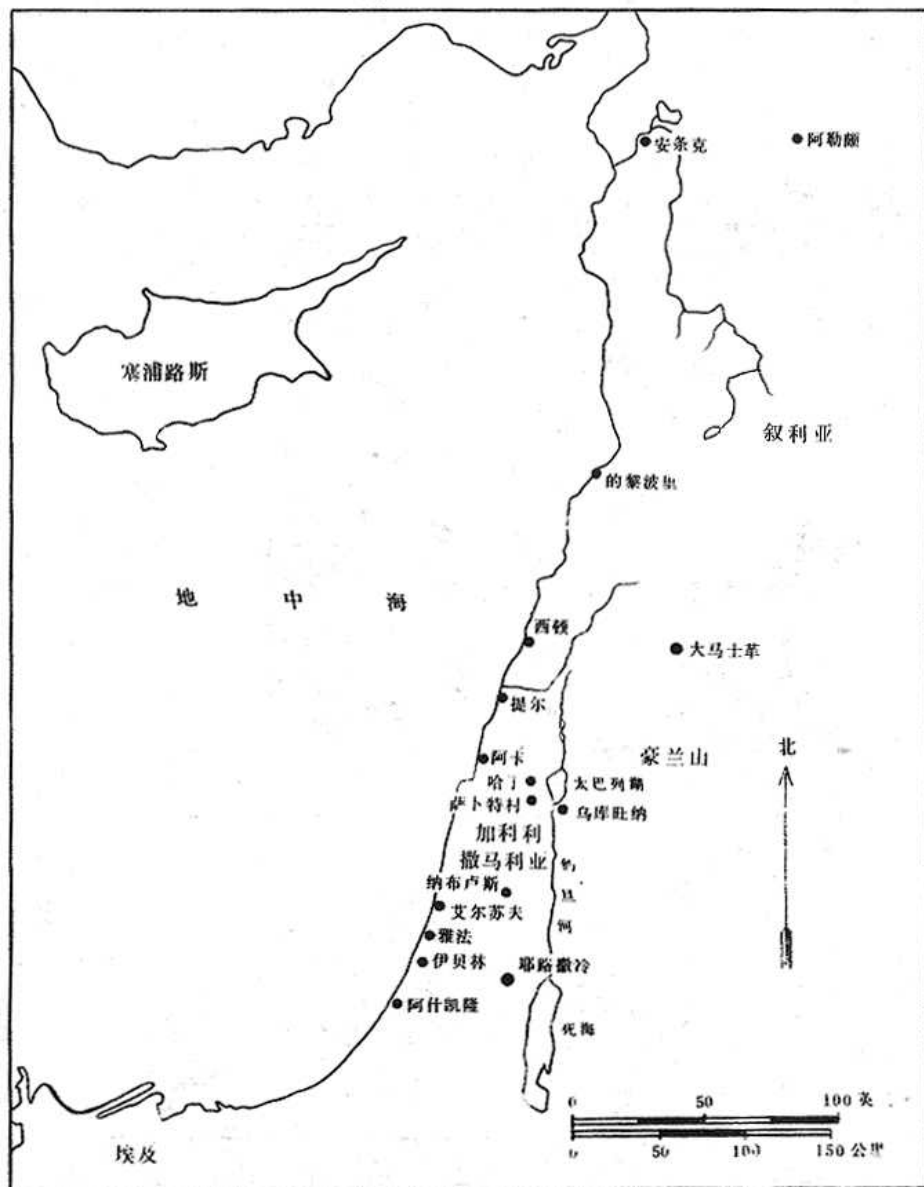 安条克
阿勒颇
塞浦路斯
叙利亚
的黎波里
地中海
西顿
大马士革
提尔
豪兰山
北
阿卡
哈丁
太巴列湖
萨卜特村
乌库旺纳
加利利
撒马利亚
约旦河
纳布卢斯
艾尔苏夫
雅法
伊贝林
耶路撒冷
阿什凯隆
死海
0 50 100 英
0 50 100 150 公里
埃及